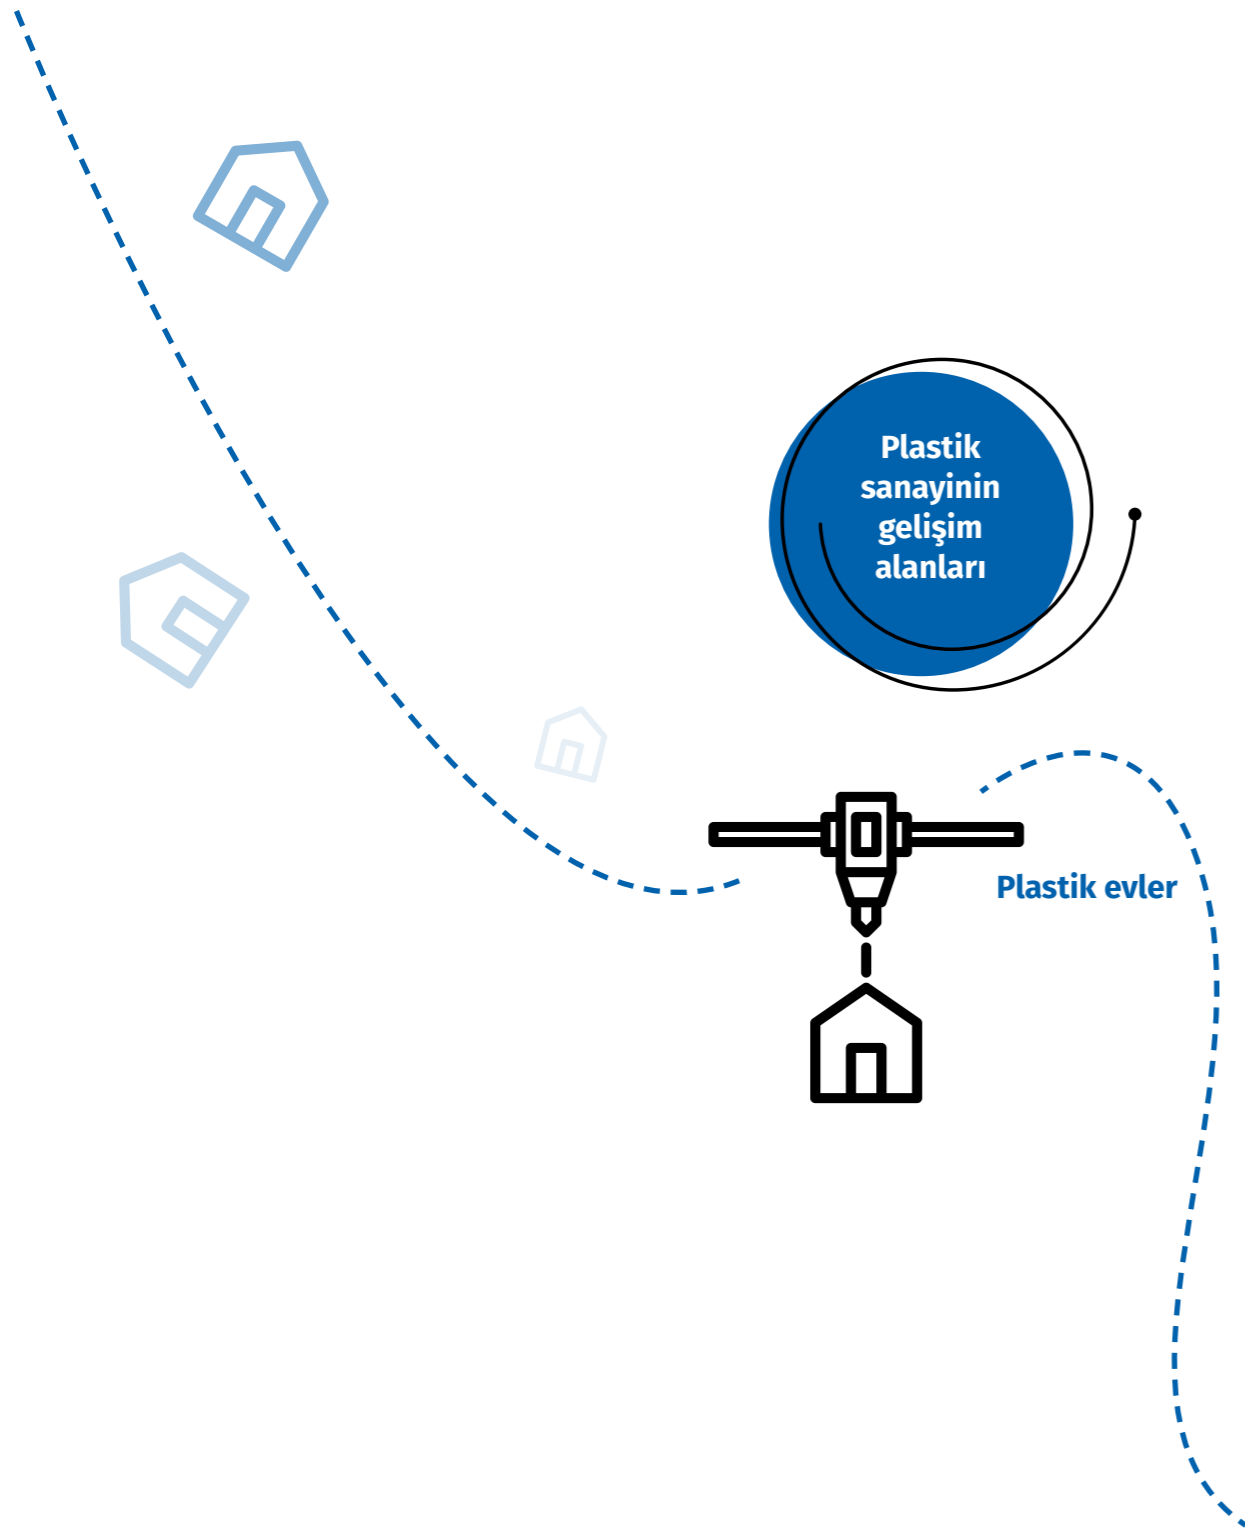 Plastik
sanayinin
gelişim
alanları
Plastik evler